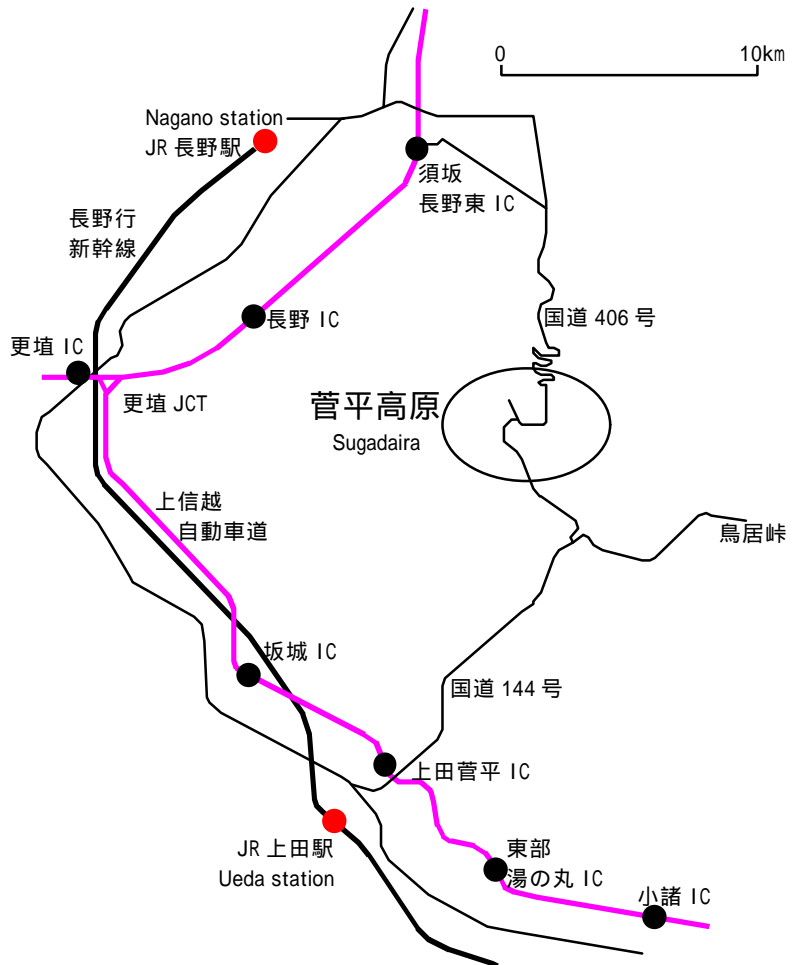 0 10km
Nagano station
JR 長野駅
須坂
長野東 IC
長野行
新幹線
長野 IC
国道 406 号
更埴 IC
更埴 JCT
菅平高原
Sugadaira
上信越
自動車道
鳥居峠
坂城 IC
国道 144 号
上田菅平 IC
JR 上田駅
Ueda station
東部
湯の丸 IC
小諸 IC